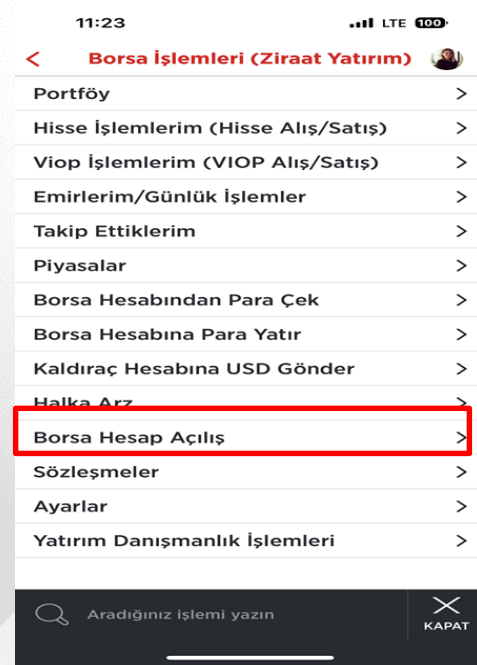 11:23 LTE 100
Borsa İşlemleri (Ziraat Yatırım)
Portföy
Hisse İşlemlerim (Hisse Alış/Satış)
Viop İşlemlerim (VIOP Alış/Satış)
Emirlerim/Günlük İşlemler
Takip Ettiklerim
Piyasalar
Borsa Hesabından Para Çek
Borsa Hesabına Para Yatır
Kaldıraç Hesabına USD Gönder
Halka Arz
Borsa Hesap Açılış
Sözleşmeler
Ayarlar
Yatırım Danışmanlık İşlemleri
Aradığınız işlemi yazın
KAPAT